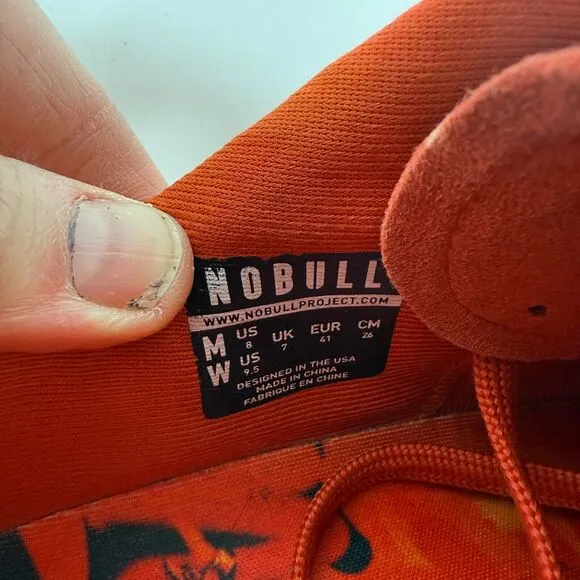 NOBULL
WWW.NOBULLPROJECT.COM
M US 8 UK 7 EUR 41 CM 26
W US 9.5
DESIGNED IN THE USA
MADE IN CHINA
FABRIQUE EN CHINE